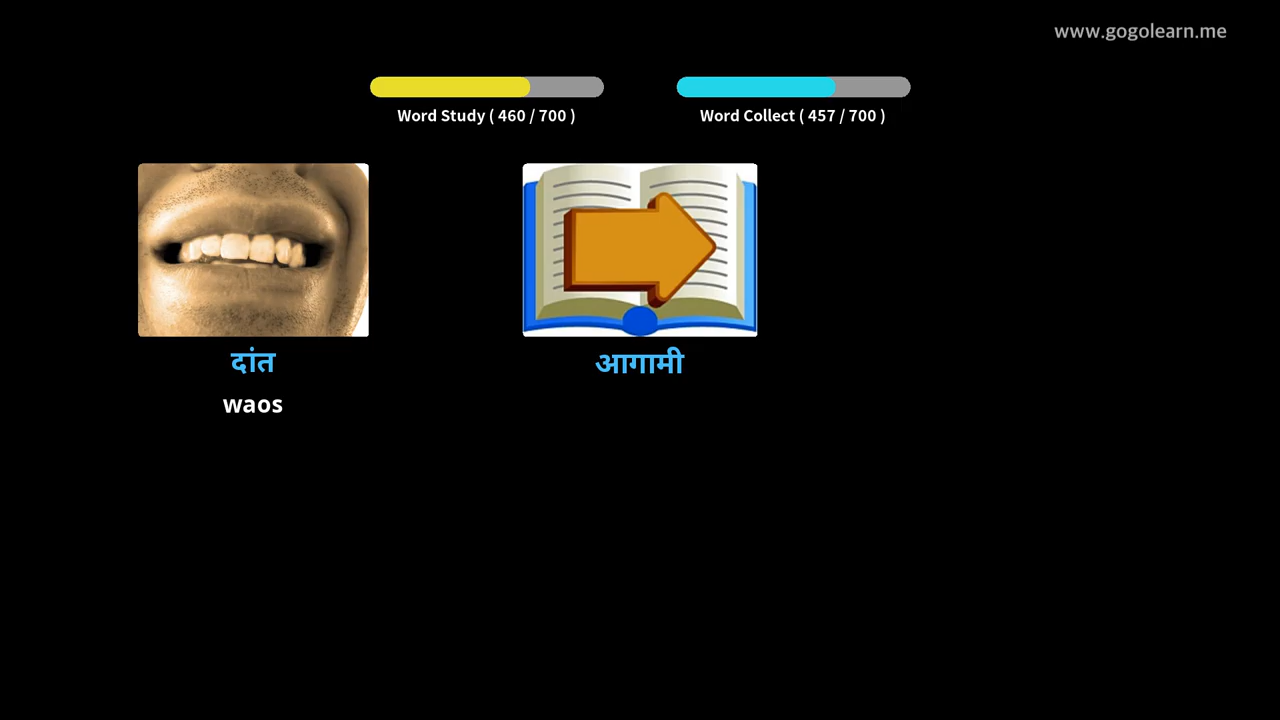 www.gogolearn.me
Word Study ( 460 / 700 )
Word Collect ( 457 / 700 )
दांत
आगामी
waos